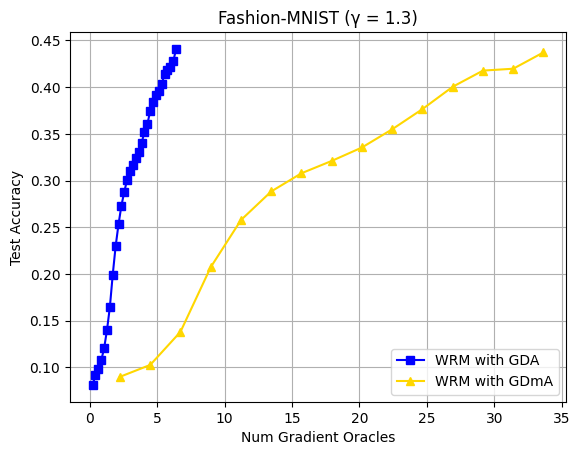 Fashion-MNIST (γ = 1.3)
0.45
0.40
0.35
0.30
0.25
0.20
0.15
0.10
Test Accuracy
WRM with GDA
WRM with GDmA
0 5 10 15 20 25 30 35
Num Gradient Oracles